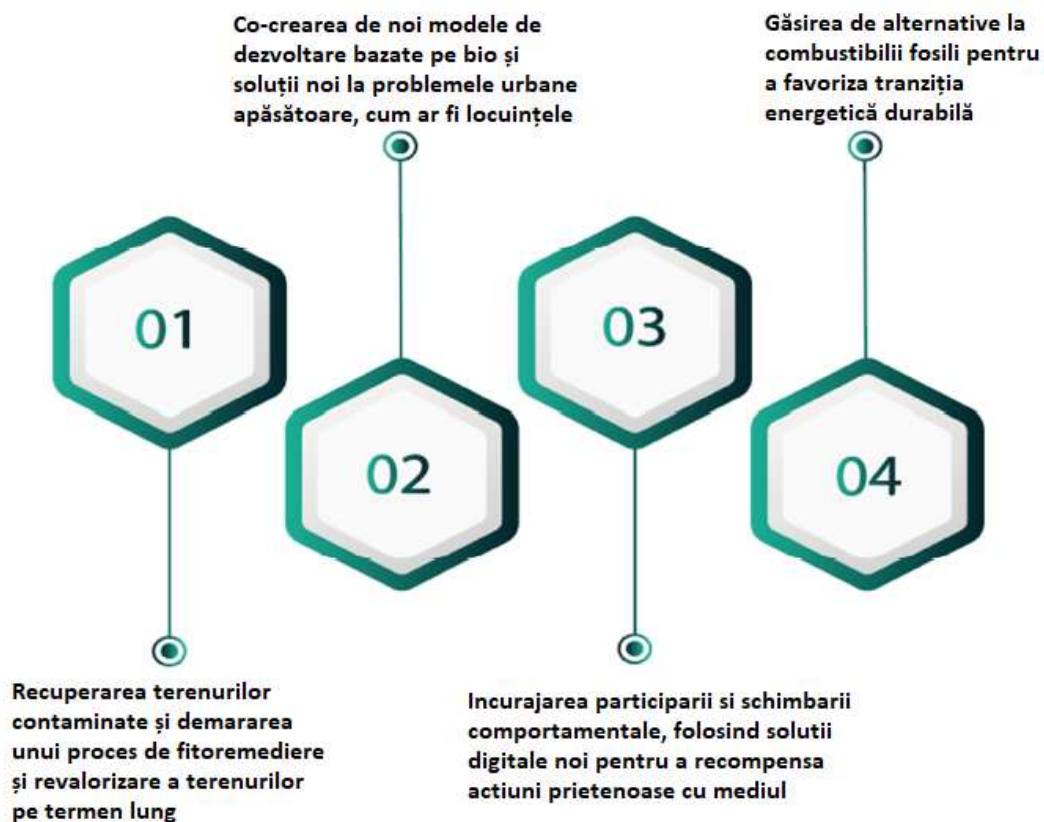 Co-crearea de noi modele de
dezvoltare bazate pe bio și
soluții noi la problemele urbane
apăsătoare, cum ar fi locuințele
Găsirea de alternative la
combustibilii fosili pentru
a favoriza tranziția
energetică durabilă
01
02
03
04
Recuperarea terenurilor
contaminate și demararea
unui proces de fitoremediere
și revalorizare a terenurilor
pe termen lung
Incurajarea participarii si schimbarii
comportamentale, folosind solutii
digitale noi pentru a recompensa
actiuni prietenoase cu mediul